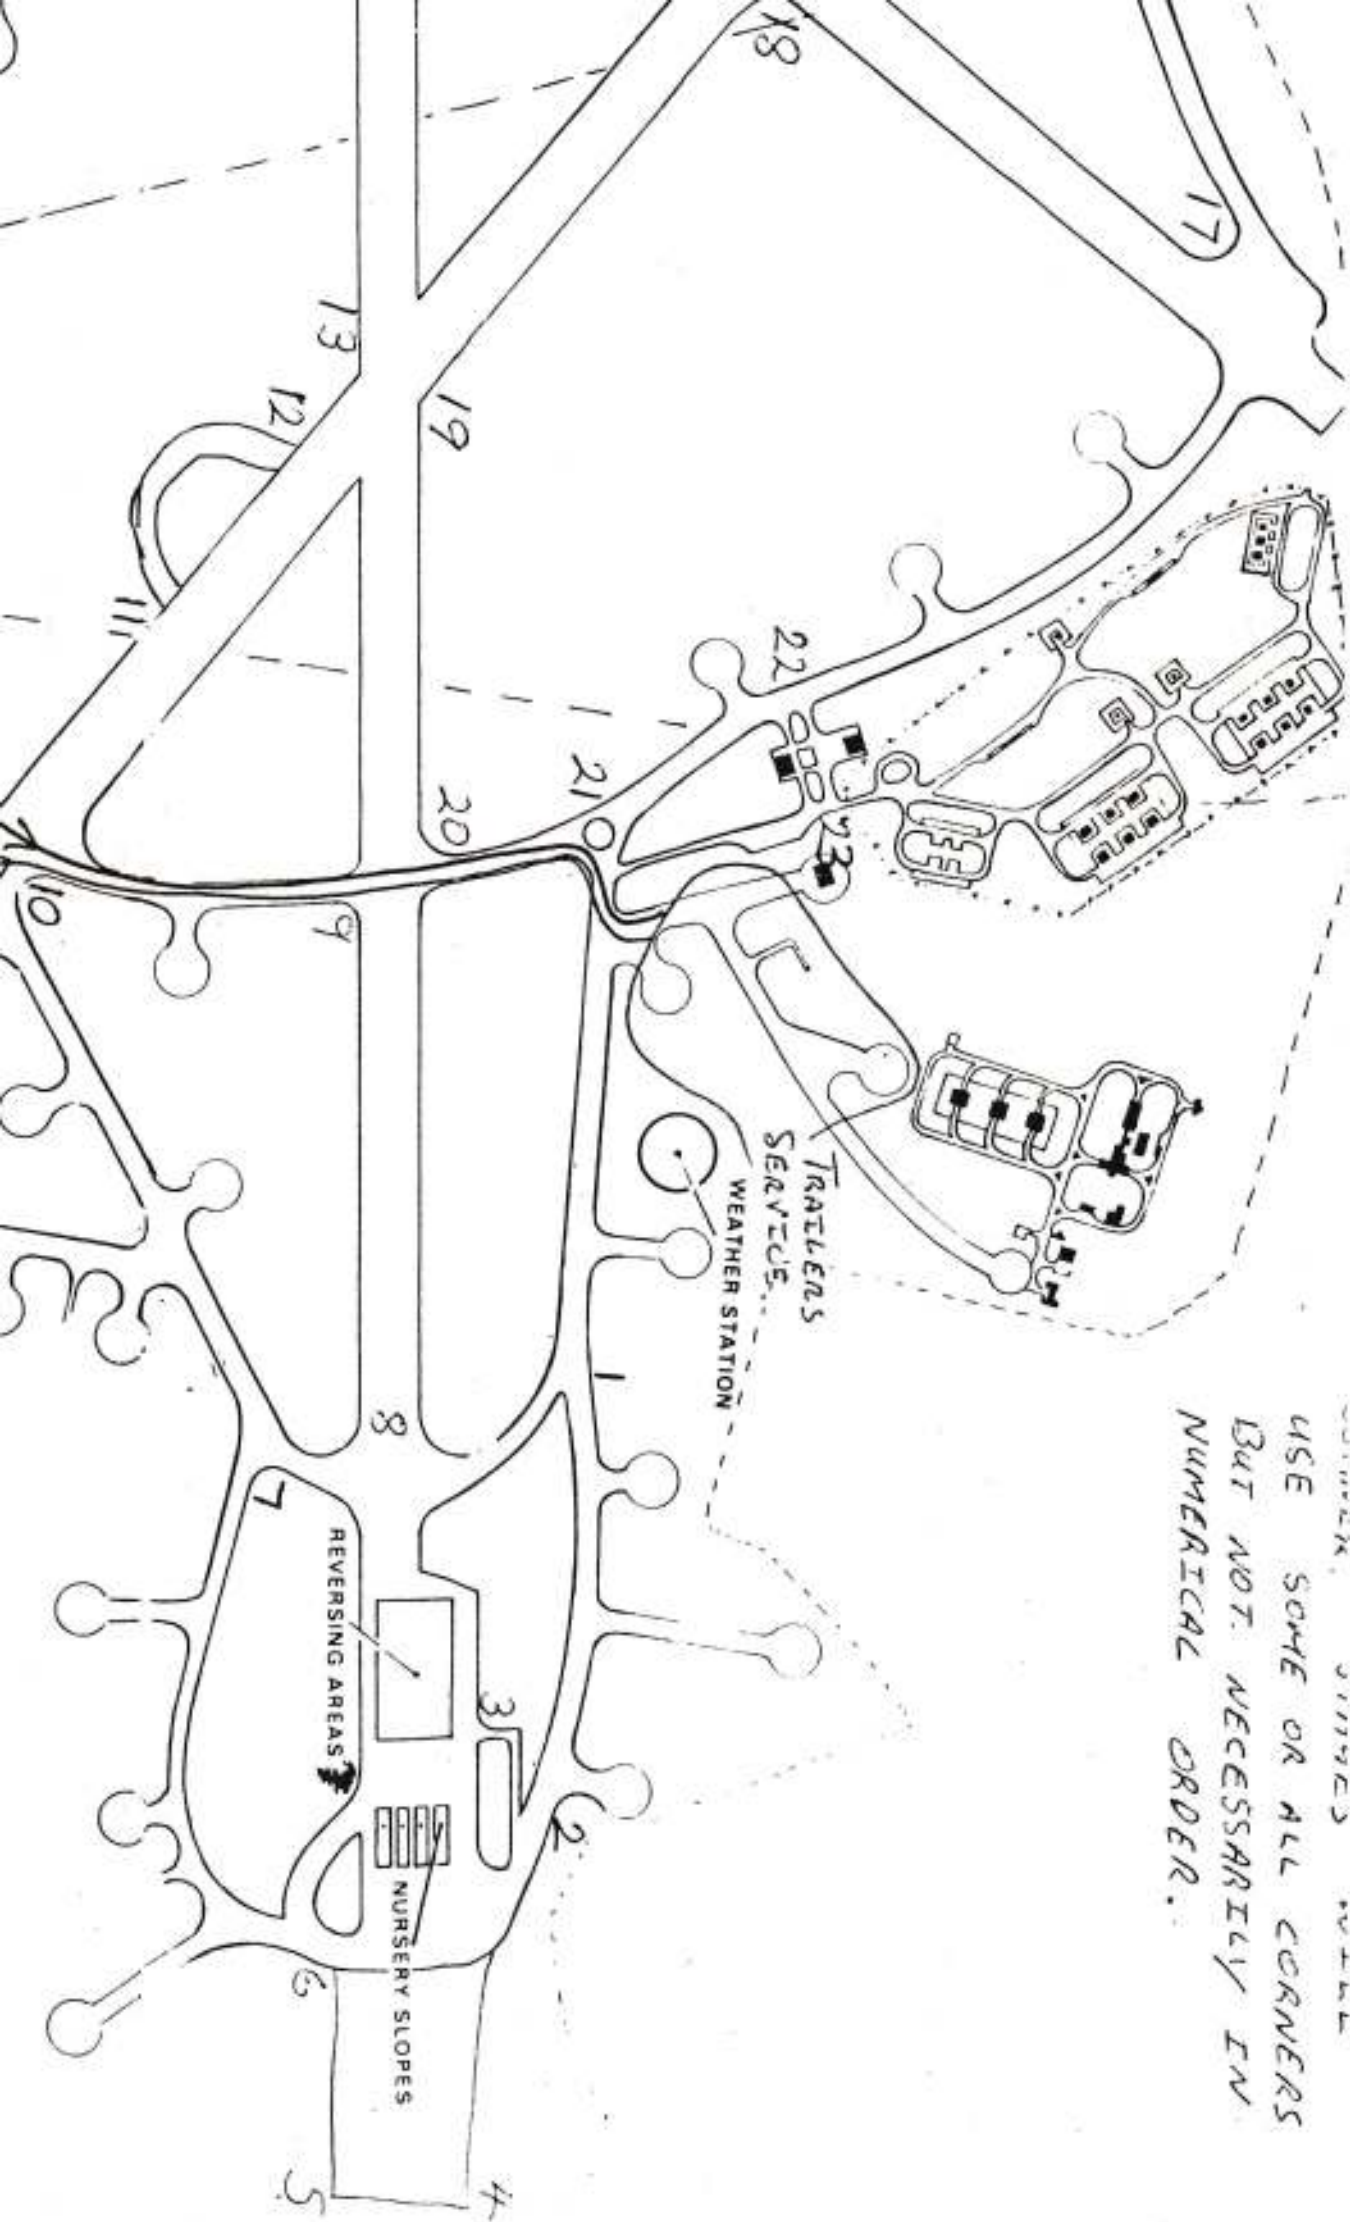 USE SOME OR ALL CORNERS
BUT NOT. NECESSARILY IN
NUMERICAL ORDER.
17
18
22
23
TRAILERS
SERVICE.
WEATHER STATION
21
1
2
19
20
3
4
8
NURSERY SLOPES
13
9
REVERSING AREAS
12
7
6
5
11
10